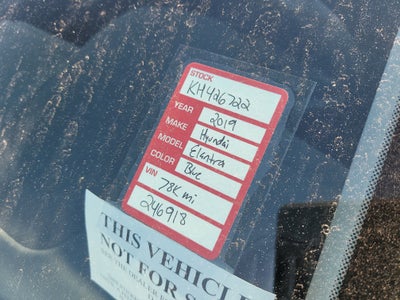 STOCK
KH426722
YEAR 2019
MAKE Hyundai
MODEL Elantra
COLOR Blue
VIN
78K mi
246918
THIS VEHICLE
NOT FOR